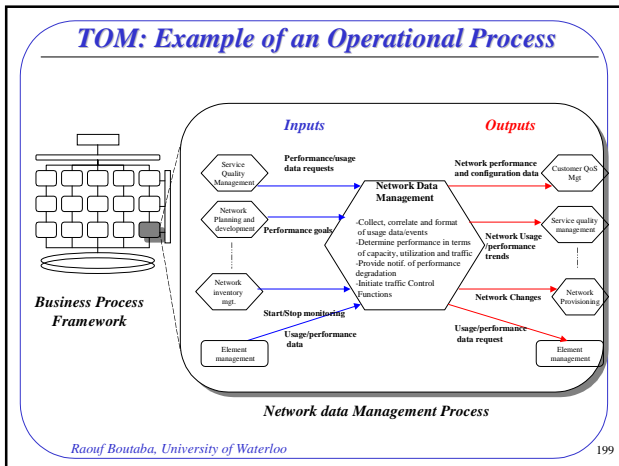 TOM: Example of an Operational Process
Inputs
Outputs
Service
Quality
Management
Performance/usage
data requests
Network
Planning and
development
Performance goals
Network
inventory
mgt.
Start/Stop monitoring
Element
management
Usage/performance
data
Network Data
Management
-Collect, correlate and format
of usage data/events
-Determine performance in terms
of capacity, utilization and traffic
-Provide notif. of performance
degradation
-Initiate traffic Control
Functions
Network performance
and configuration data
Customer QoS
Mgt
Network Usage
/performance
trends
Service quality
management
Network Changes
Network
Provisioning
Usage/performance
data request
Element
management
Business Process
Framework
Network data Management Process
Raouf Boutaba, University of Waterloo
199